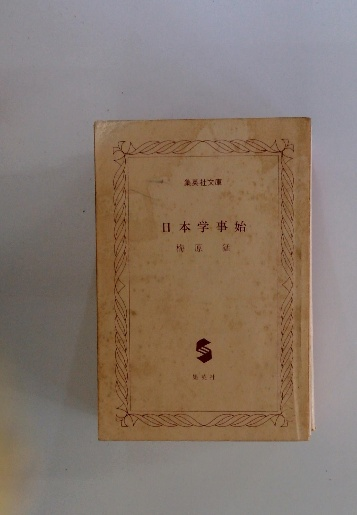 集英社文庫
日本学事始
梅原 猛
集英社